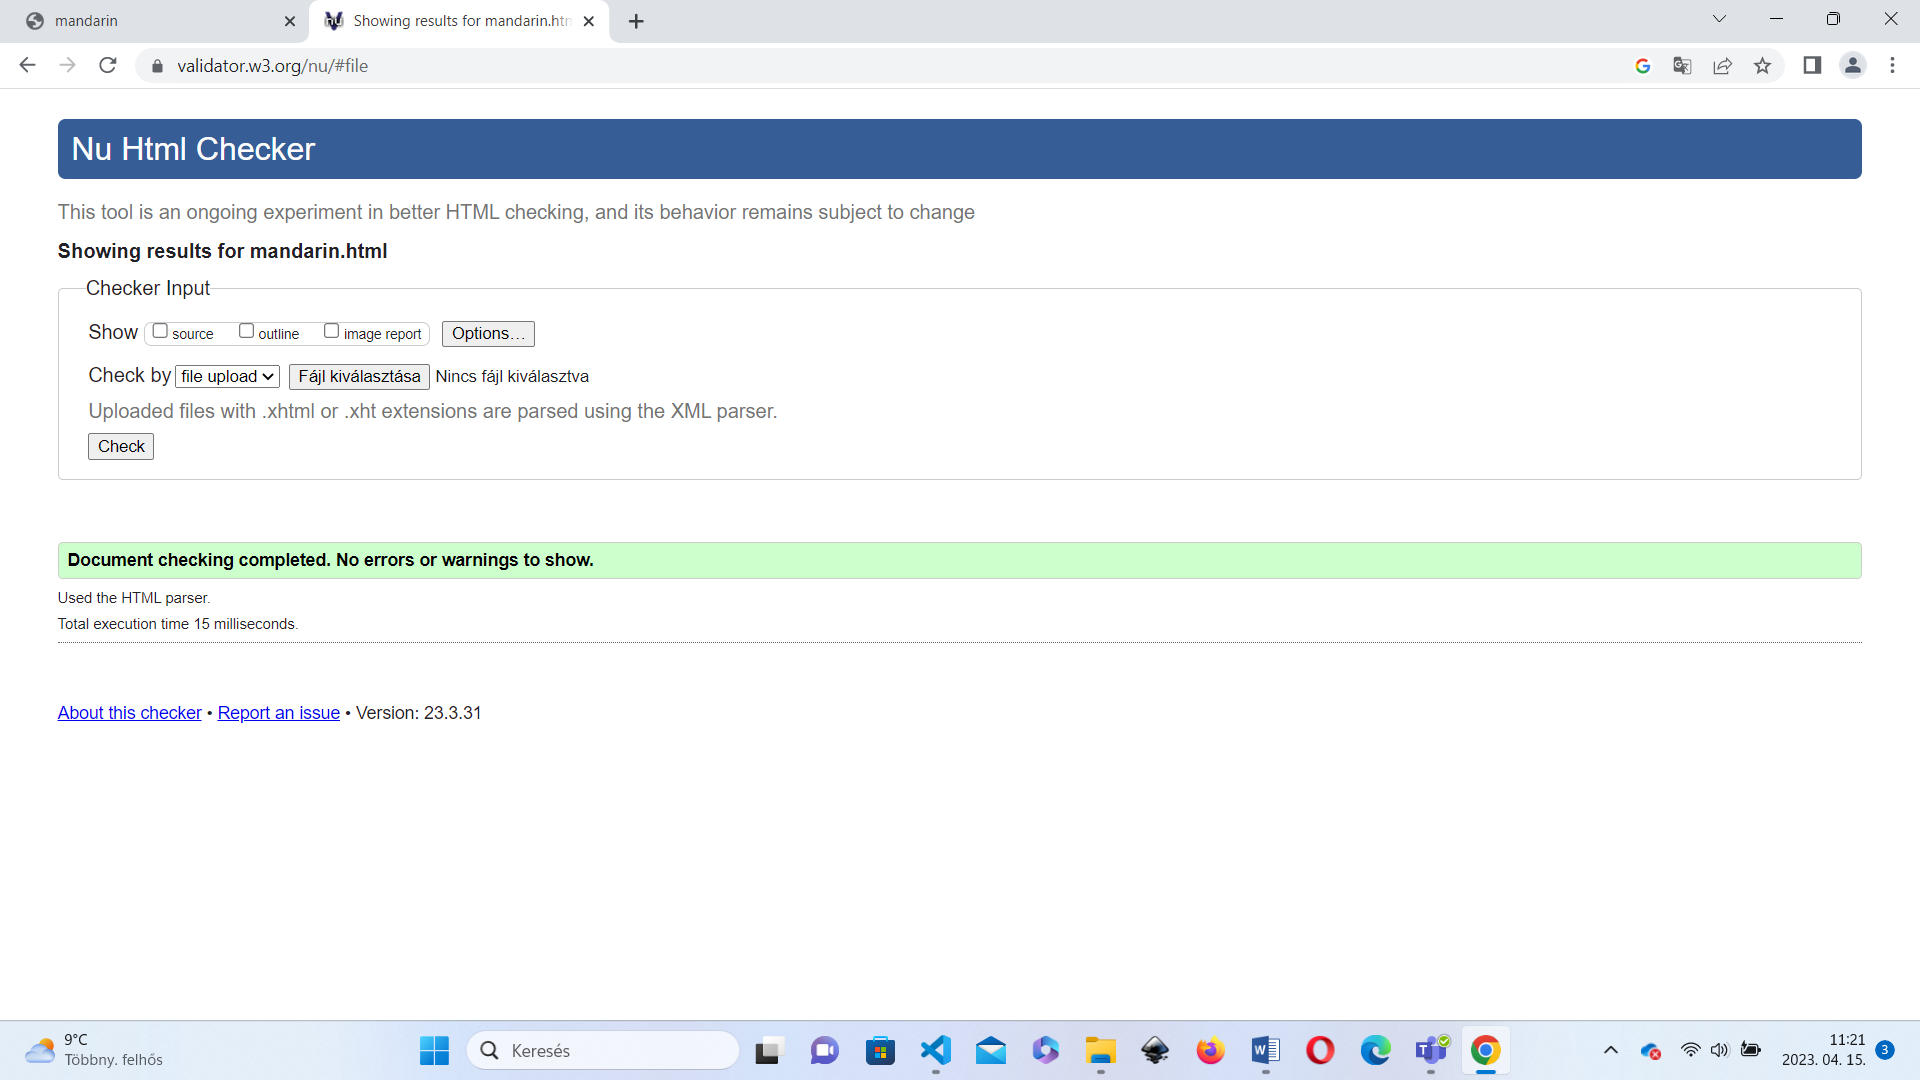 mandarin
Showing results for mandarin.htm
validator.w3.org/nu/#file
Nu Html Checker
This tool is an ongoing experiment in better HTML checking, and its behavior remains subject to change
Showing results for mandarin.html
Checker Input
Show source outline image report Options…
Check by file upload Fájl kiválasztása Nincs fájl kiválasztva
Uploaded files with .xhtml or .xht extensions are parsed using the XML parser.
Check
Document checking completed. No errors or warnings to show.
Used the HTML parser.
Total execution time 15 milliseconds.
About this checker • Report an issue • Version: 23.3.31
9°C
Többny. felhős
Keresés
11:21
2023. 04. 15.
3